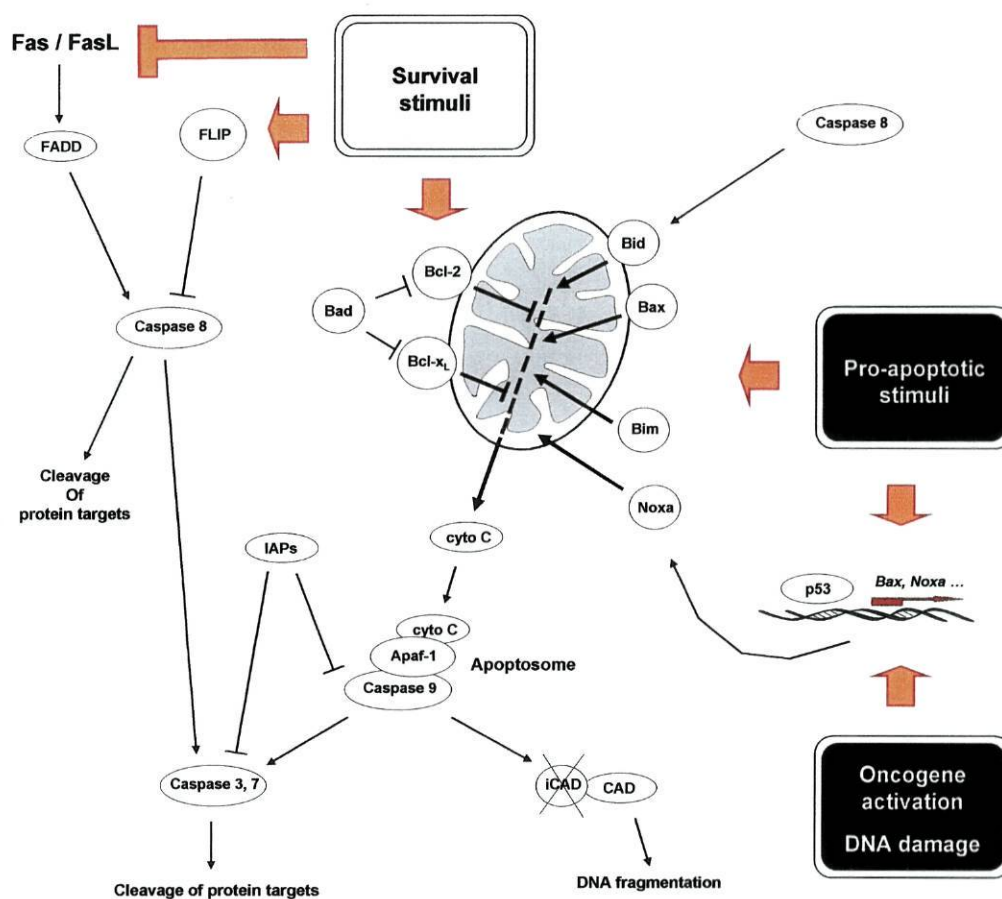 Fas / FasL
Survival
stimuli
FADD
FLIP
Caspase 8
Bid
Bcl-2
Bax
Bad
Caspase 8
Bcl-xL
Pro-apoptotic
stimuli
Bim
Cleavage
Of
protein targets
Noxa
cyto C
IAPs
p53
Bax, Noxa ...
cyto C
Apaf-1
Apoptosome
Caspase 9
Caspase 3, 7
iCAD
CAD
Oncogene
activation
DNA damage
Cleavage of protein targets
DNA fragmentation